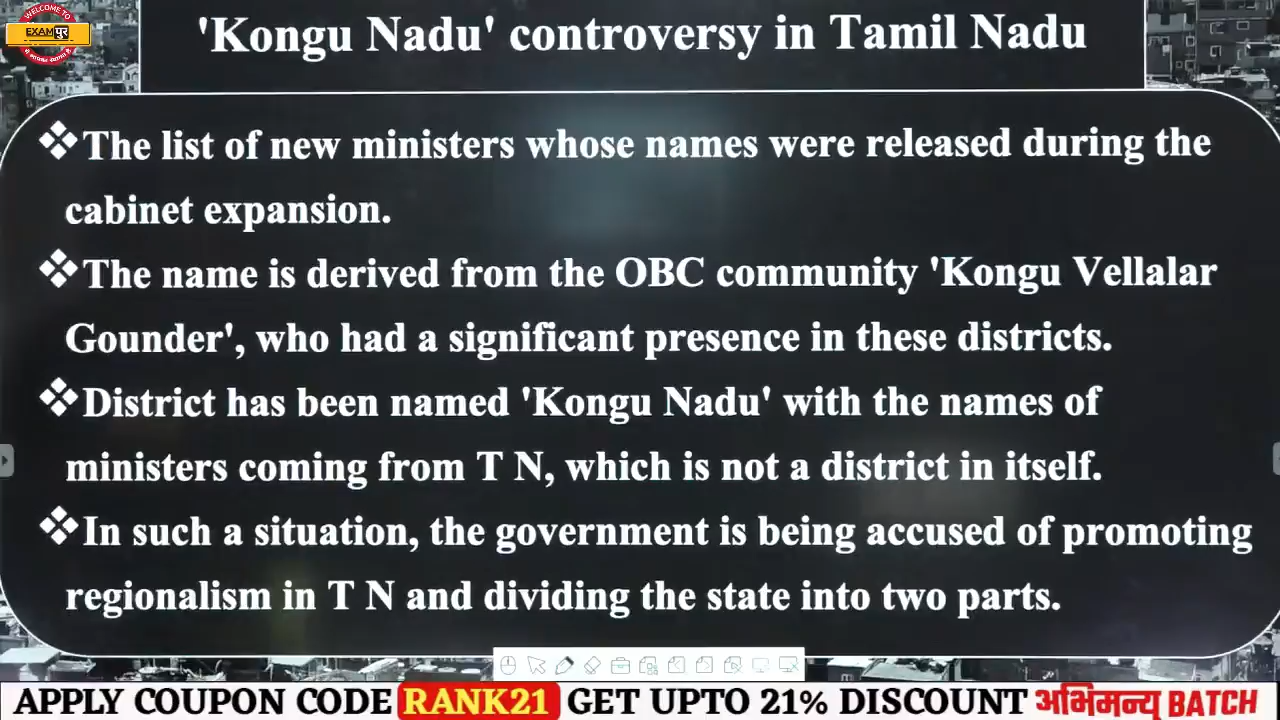 WELCOME TO
EXAMपुर
'Kongu Nadu' controversy in Tamil Nadu
❖The list of new ministers whose names were released during the
cabinet expansion.
❖The name is derived from the OBC community 'Kongu Vellalar
Gounder', who had a significant presence in these districts.
❖District has been named 'Kongu Nadu' with the names of
ministers coming from T N, which is not a district in itself.
❖In such a situation, the government is being accused of promoting
regionalism in T N and dividing the state into two parts.
APPLY COUPON CODE RANK21 GET UPTO 21% DISCOUNT अभिमन्यु BATCH